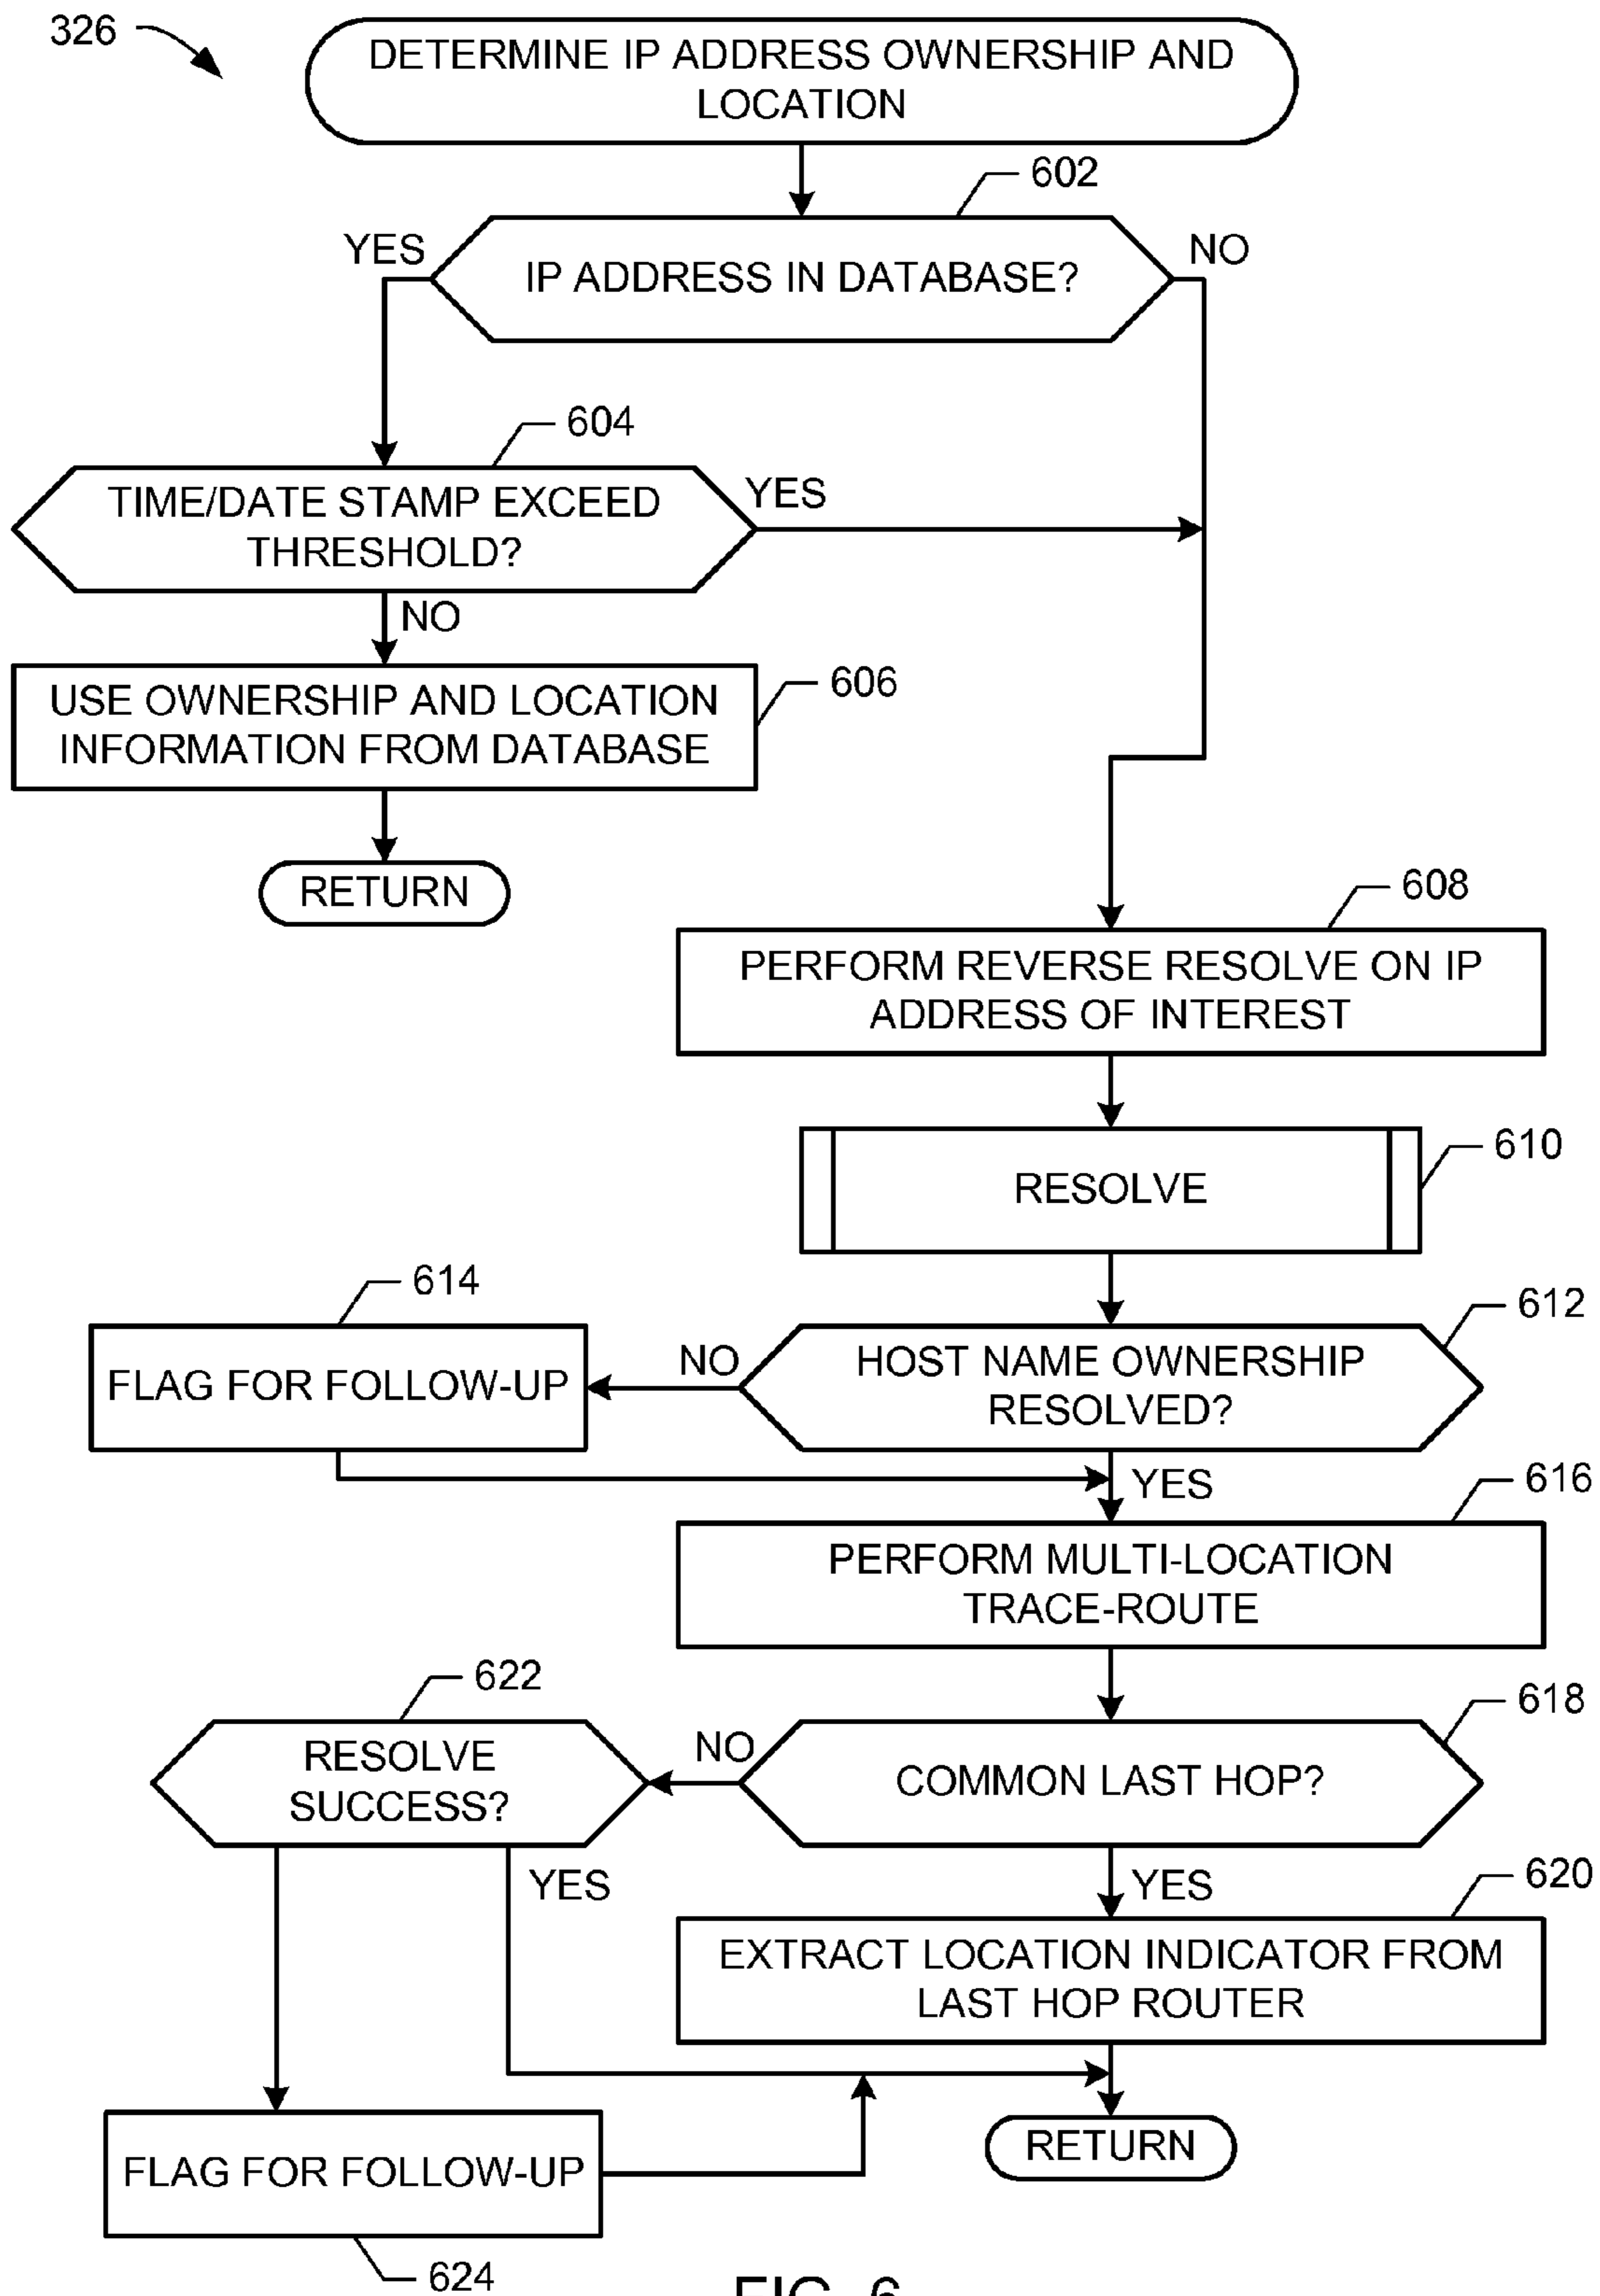 326
DETERMINE IP ADDRESS OWNERSHIP AND
LOCATION
602
YES
NO
IP ADDRESS IN DATABASE?
604
TIME/DATE STAMP EXCEED
THRESHOLD?
YES
NO
606
USE OWNERSHIP AND LOCATION
INFORMATION FROM DATABASE
RETURN
608
PERFORM REVERSE RESOLVE ON IP
ADDRESS OF INTEREST
610
RESOLVE
614
612
FLAG FOR FOLLOW-UP
NO
HOST NAME OWNERSHIP
RESOLVED?
YES
616
PERFORM MULTI-LOCATION
TRACE-ROUTE
622
618
RESOLVE
SUCCESS?
NO
COMMON LAST HOP?
YES
YES
620
EXTRACT LOCATION INDICATOR FROM
LAST HOP ROUTER
RETURN
FLAG FOR FOLLOW-UP
624
FIG. 6